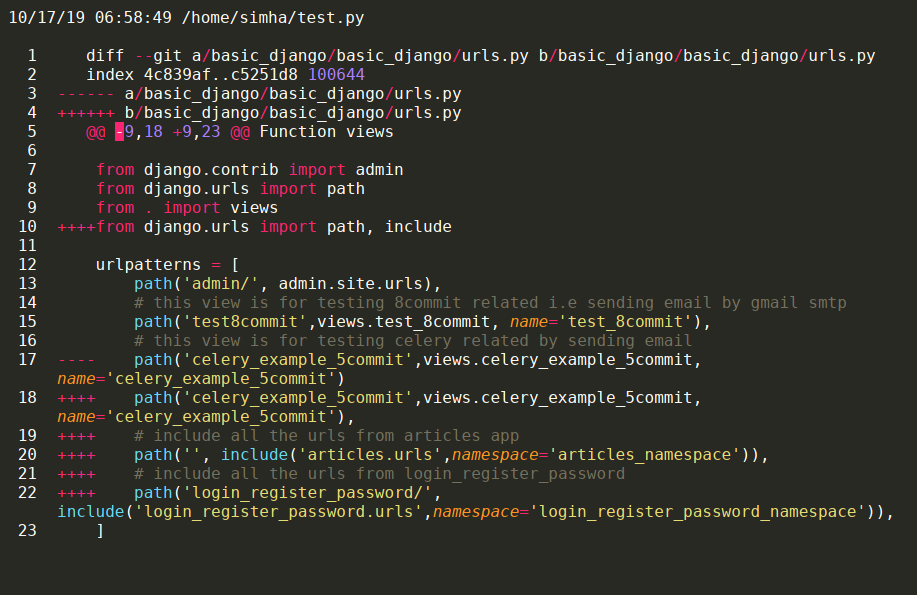 10/17/19 06:58:49 /home/simha/test.py
1 diff --git a/basic_django/basic_django/urls.py b/basic_django/basic_django/urls.py
2 index 4c839af..c5251d8 100644
3 ------ a/basic_django/basic_django/urls.py
4 ++++++ b/basic_django/basic_django/urls.py
5 @@ -9,18 +9,23 @@ Function views
6
7 from django.contrib import admin
8 from django.urls import path
9 from . import views
10 ++++from django.urls import path, include
11
12 urlpatterns = [
13 path('admin/', admin.site.urls),
14 # this view is for testing 8commit related i.e sending email by gmail smtp
15 path('test8commit',views.test_8commit, name='test_8commit'),
16 # this view is for testing celery related by sending email
17 ---- path('celery_example_5commit',views.celery_example_5commit,
name='celery_example_5commit')
18 ++++ path('celery_example_5commit',views.celery_example_5commit,
name='celery_example_5commit'),
19 ++++ # include all the urls from articles app
20 ++++ path('', include('articles.urls',namespace='articles_namespace')),
21 ++++ # include all the urls from login_register_password
22 ++++ path('login_register_password/',
include('login_register_password.urls',namespace='login_register_password_namespace')),
23 ]